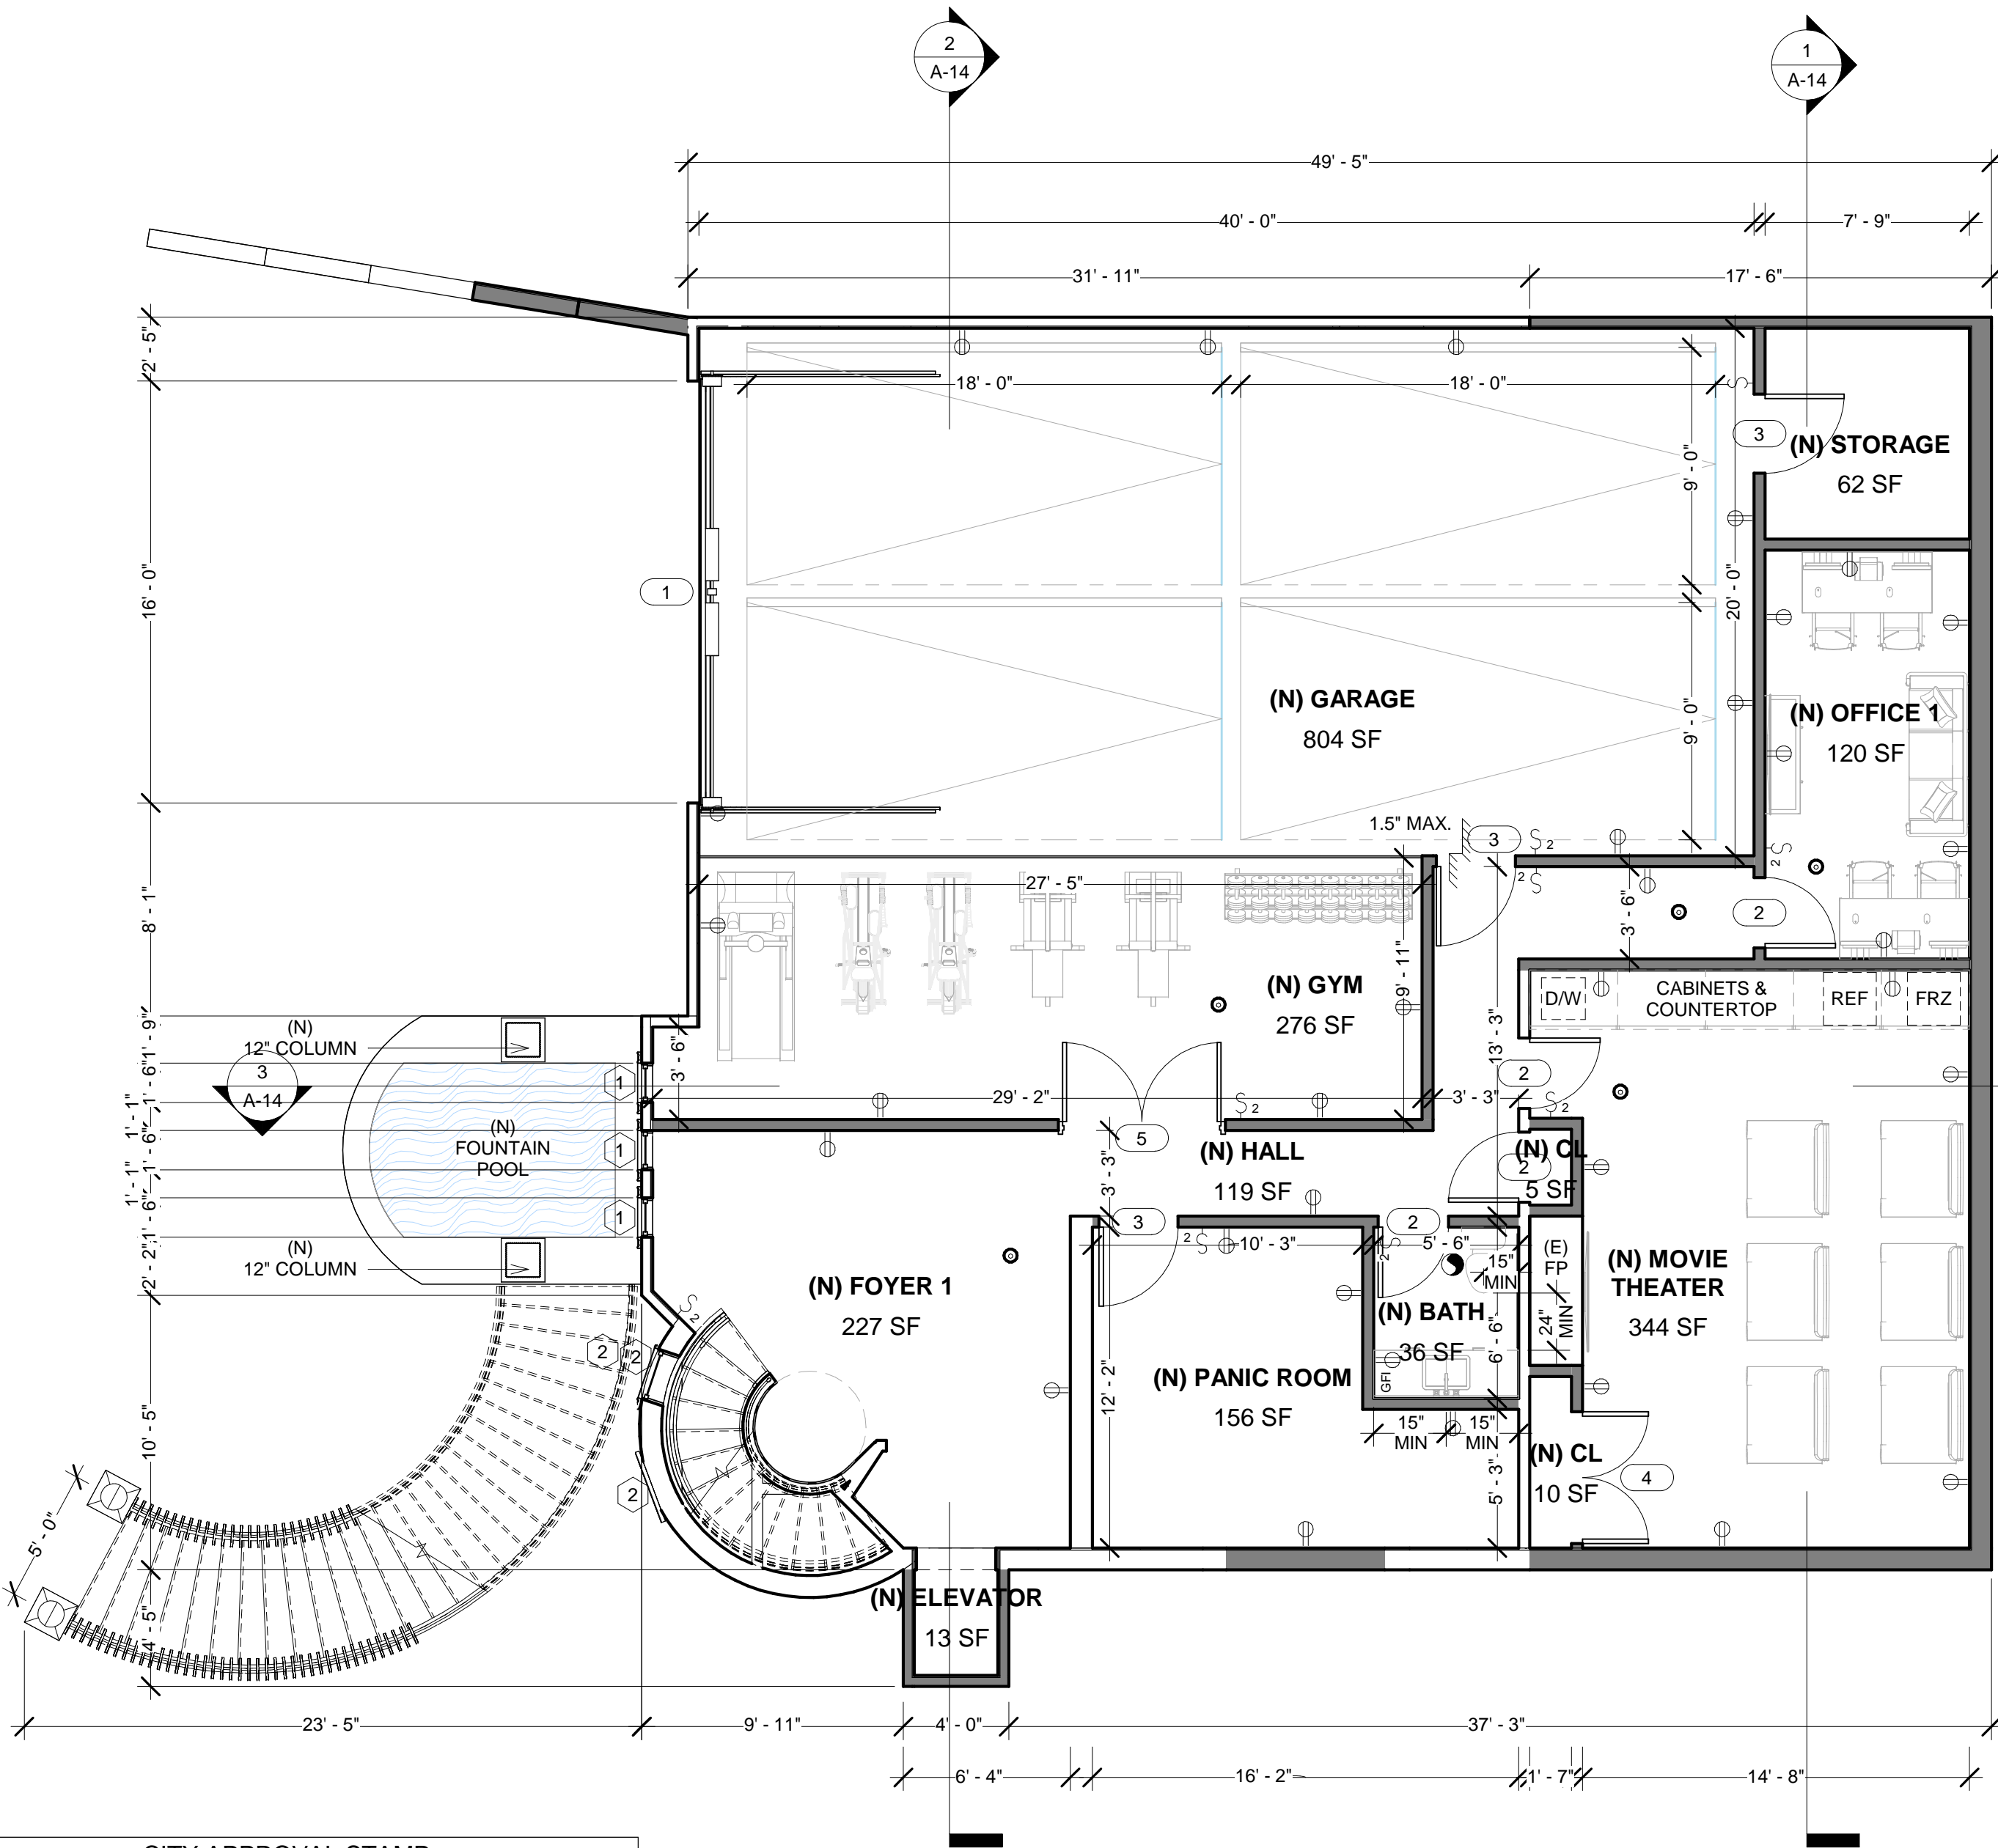 2
A-14
1
A-14
49' - 5"
40' - 0"
7' - 9"
31' - 11"
17' - 6"
2' - 5"
18' - 0"
18' - 0"
3
(N) STORAGE
62 SF
9' - 0"
16' - 0"
1
20' - 0"
(N) GARAGE
804 SF
9' - 0"
(N) OFFICE 1
120 SF
1.5" MAX.
3
2
2
2
27' - 5"
8' - 1"
3' - 6"
2
9' - 11"
(N) GYM
276 SF
D/W
CABINETS &
COUNTERTOP
REF
FRZ
1' - 9"
(N)
12" COLUMN
3
A-14
3' - 6"
13' - 3"
1
2
1' - 6"
29' - 2"
2
3' - 3"
2
1' - 1"
1' - 6"
(N)
FOUNTAIN
POOL
1
5
(N) HALL
119 SF
3' - 3"
(N) CL
2
5 SF
1' - 1"
1' - 6"
1
3
2
2
10' - 3"
2
5' - 6"
15"
MIN
(E)
FP
2' - 2"
(N)
12" COLUMN
(N) FOYER 1
227 SF
2
(N) BATH
36 SF
6' - 6"
24"
MIN
(N) MOVIE
THEATER
344 SF
2
2
GFI
(N) PANIC ROOM
156 SF
12' - 2"
15"
MIN
15"
MIN
10' - 5"
2
(N) CL
10 SF
4
5' - 3"
5' - 0"
4' - 5"
(N) ELEVATOR
13 SF
23' - 5"
9' - 11"
4' - 0"
37' - 3"
6' - 4"
16' - 2"
1' - 7"
14' - 8"
CITY APPROVAL STAMP